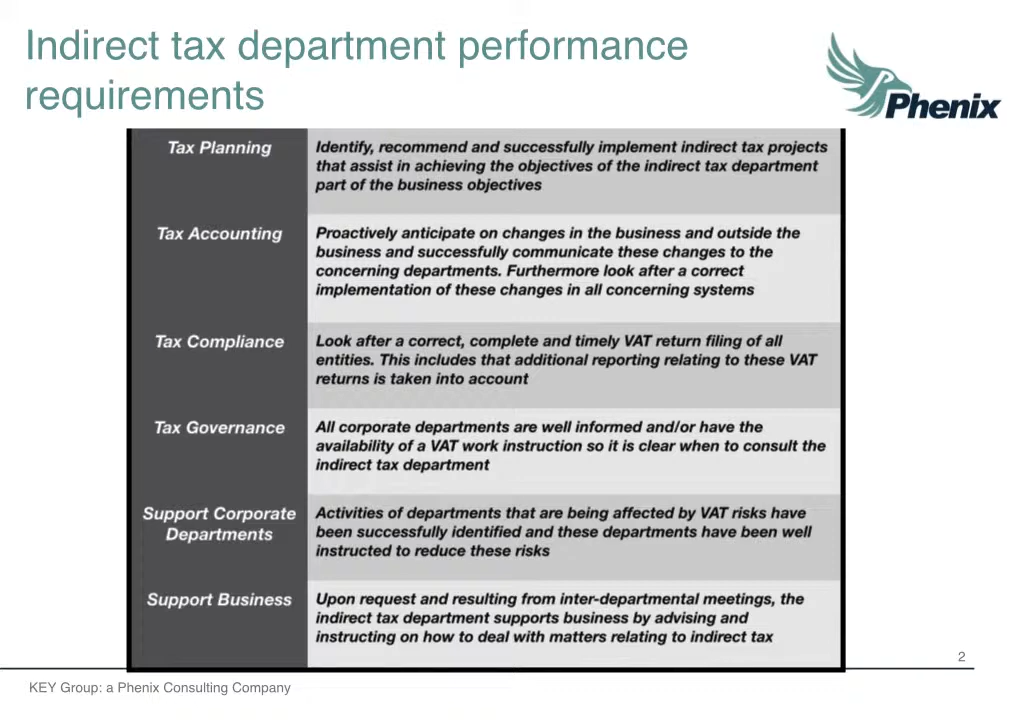 Indirect tax department performance
requirements
Phenix
Tax Planning
Identify, recommend and successfully implement indirect tax projects
that assist in achieving the objectives of the indirect tax department
part of the business objectives
Tax Accounting
Proactively anticipate on changes in the business and outside the
business and successfully communicate these changes to the
concerning departments. Furthermore look after a correct
implementation of these changes in all concerning systems
Tax Compliance
Look after a correct, complete and timely VAT return filing of all
entities. This includes that additional reporting relating to these VAT
returns is taken into account
Tax Governance
All corporate departments are well informed and/or have the
availability of a VAT work instruction so it is clear when to consult the
indirect tax department
Support Corporate
Departments
Activities of departments that are being affected by VAT risks have
been successfully identified and these departments have been well
instructed to reduce these risks
Support Business
Upon request and resulting from inter-departmental meetings, the
indirect tax department supports business by advising and
instructing on how to deal with matters relating to indirect tax
2
KEY Group: a Phenix Consulting Company